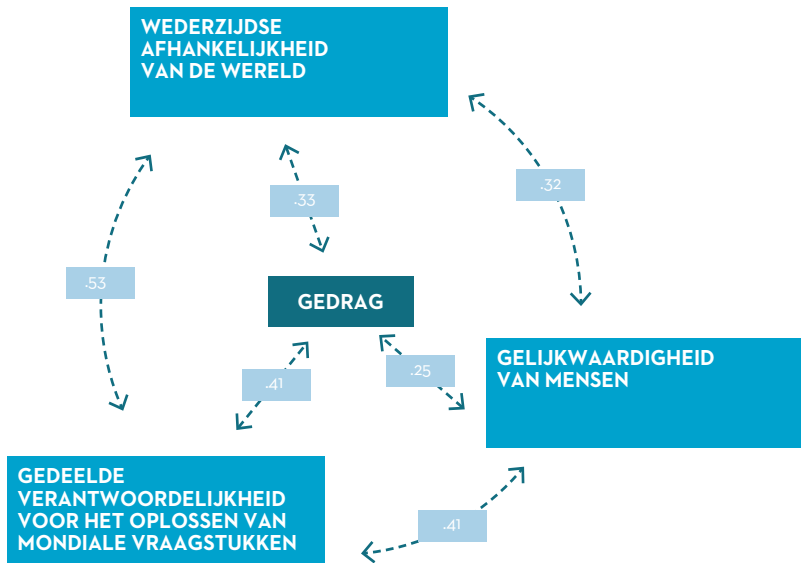 WEDERZIJDSE
AFHANKELIJKHEID
VAN DE WERELD
.33
.32
.53
GEDRAG
.41
.25
GELIJKWAARDIGHEID
VAN MENSEN
GEDEELDE
VERANTWOORDELIJKHEID
VOOR HET OPLOSSEN VAN
MONDIALE VRAAGSTUKKEN
.41